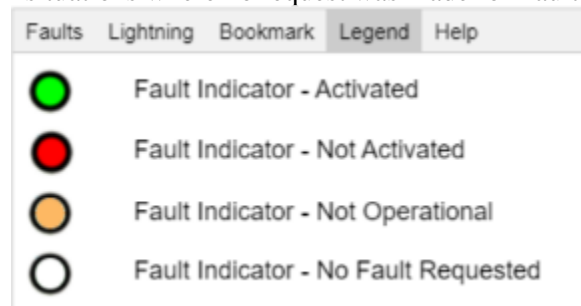 Faults Lightning Bookmark Legend Help
Fault Indicator - Activated
Fault Indicator - Not Activated
Fault Indicator - Not Operational
Fault Indicator - No Fault Requested